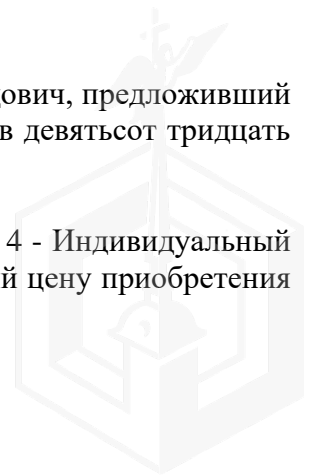 дович, предложивший
в девятьсот тридцать
4 - Индивидуальный
й цену приобретения